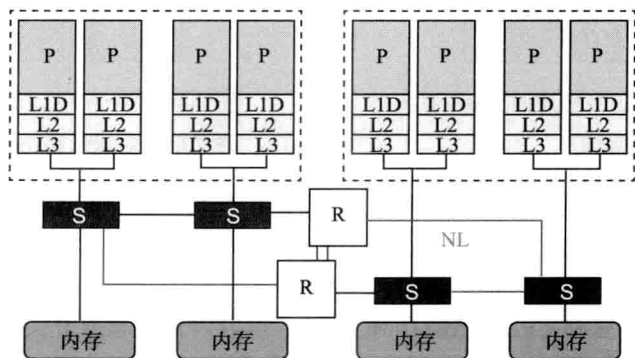 P P P P P P P P
L1D L1D L1D L1D L1D L1D L1D L1D
L2 L2 L2 L2 L2 L2 L2 L2
L3 L3 L3 L3 L3 L3 L3 L3
S S R
NL
R S S
内存 内存 内存 内存